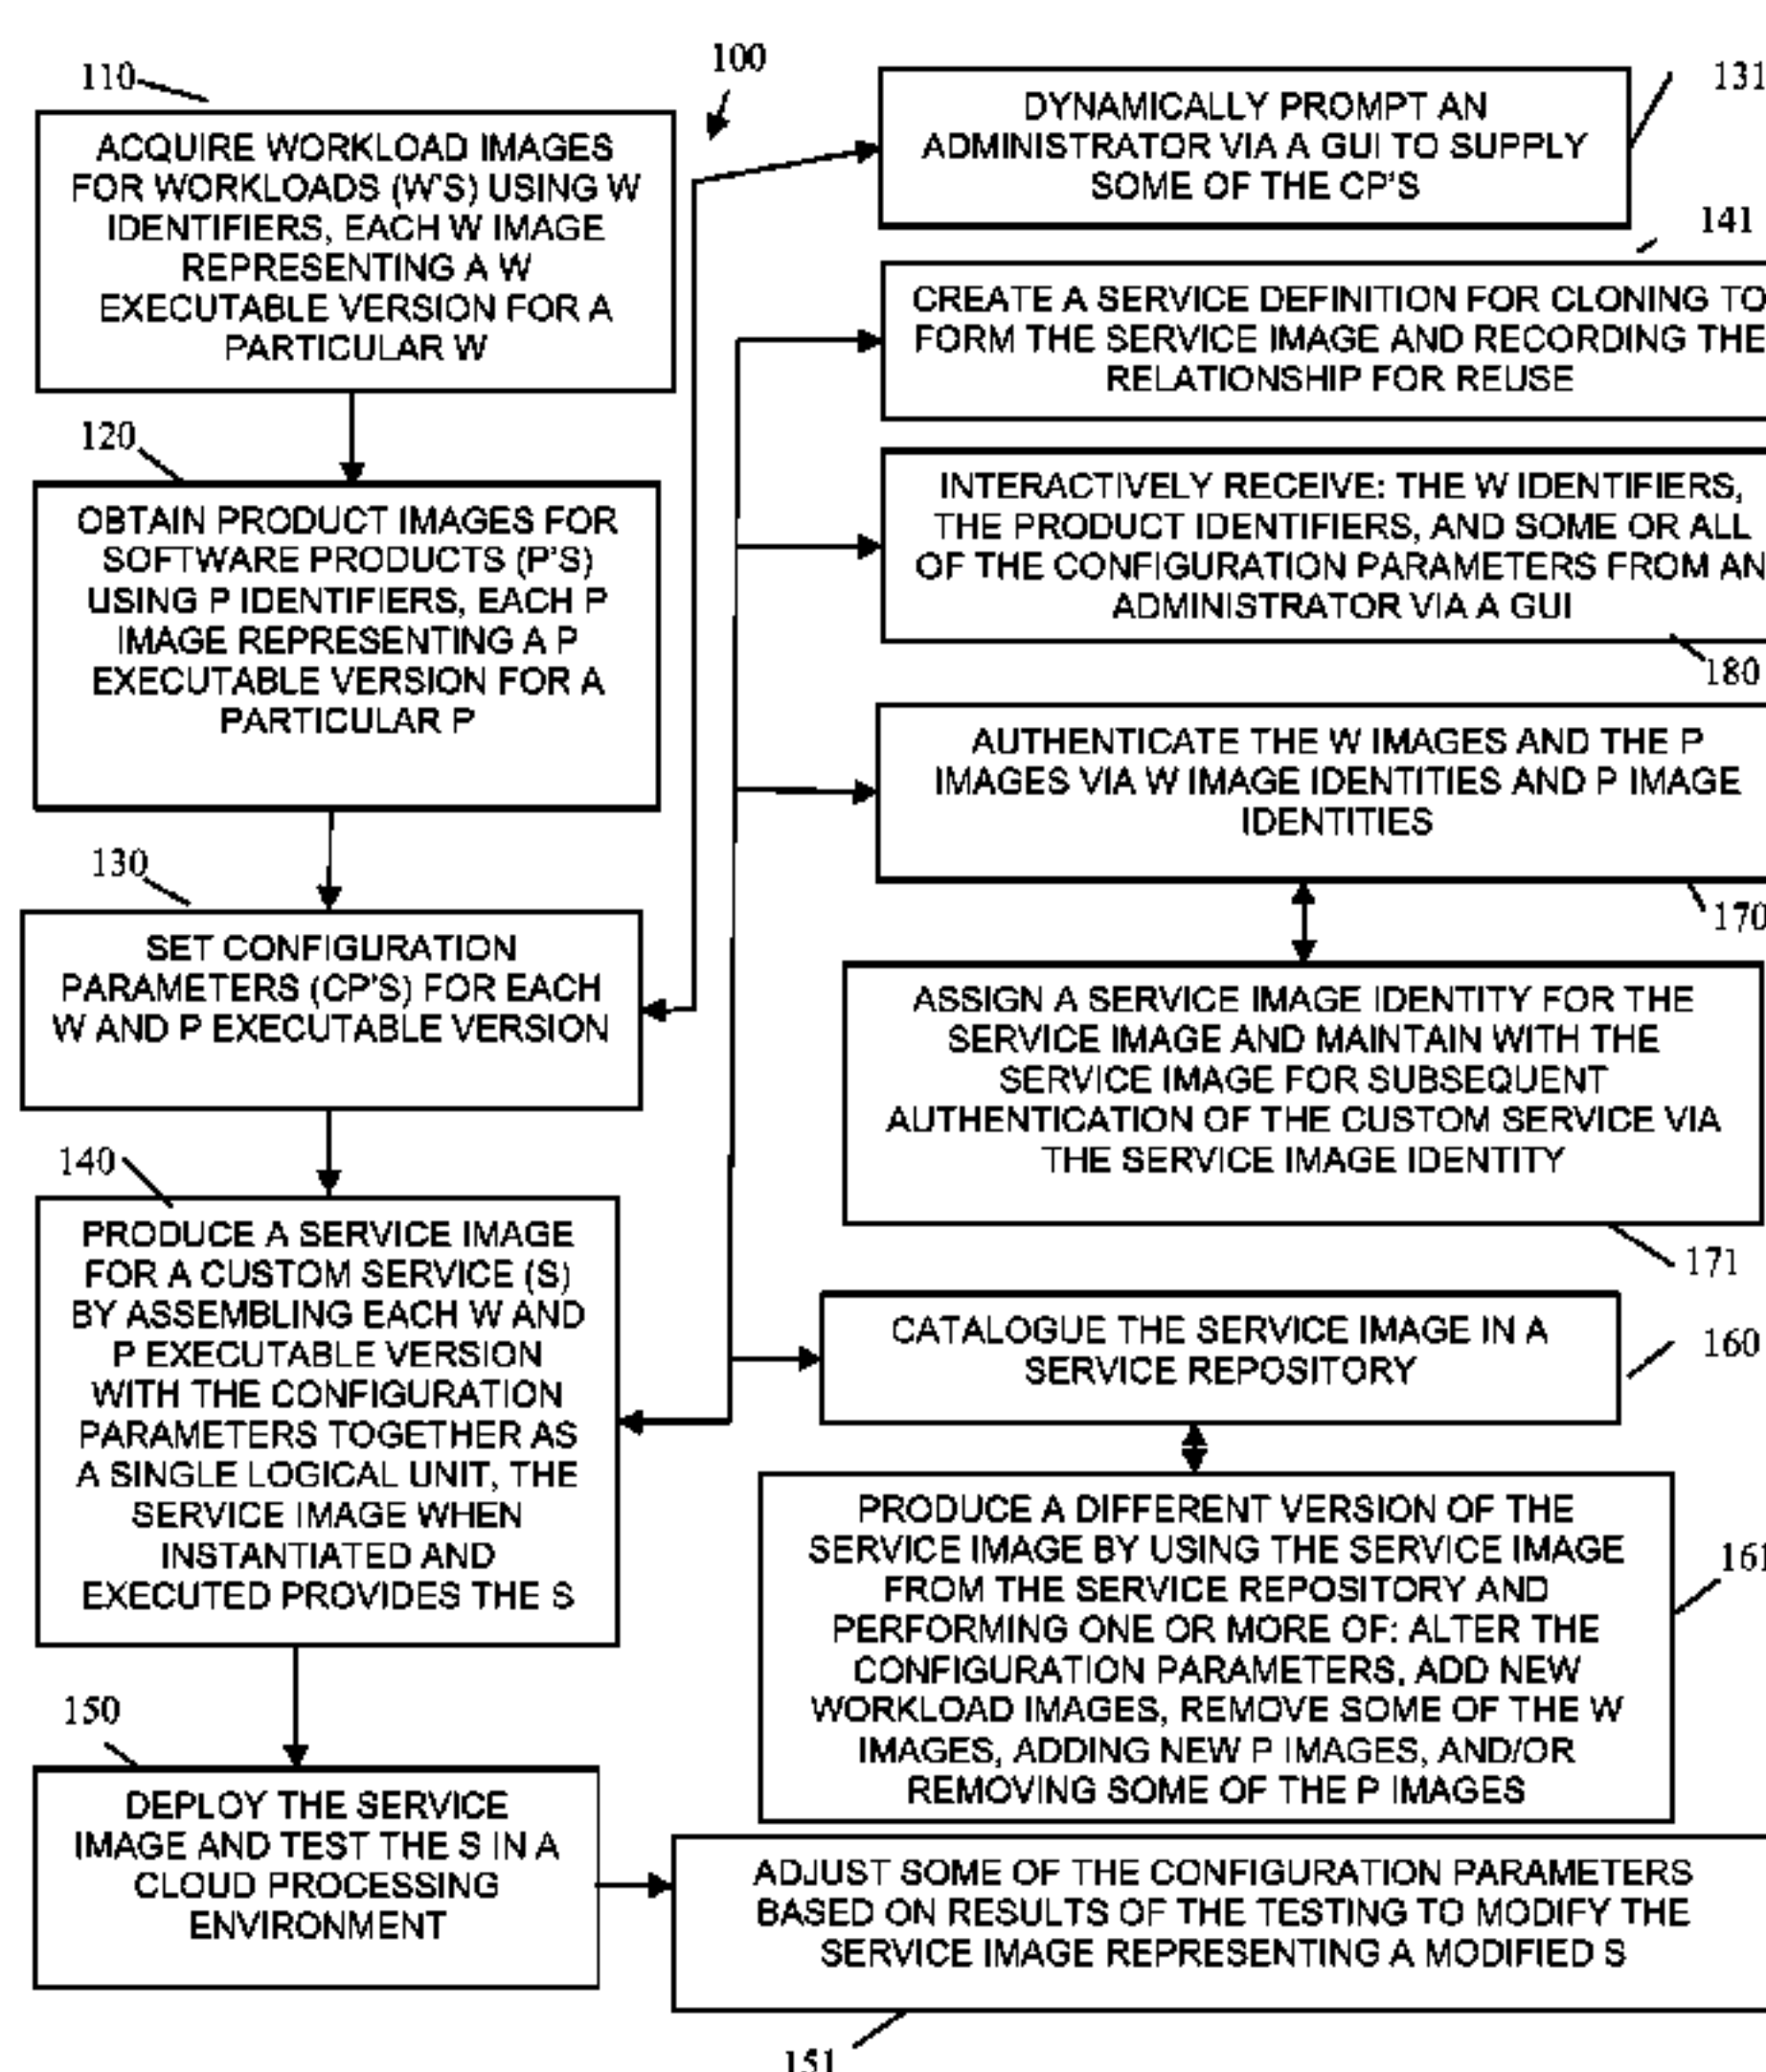 100
110
ACQUIRE WORKLOAD IMAGES
FOR WORKLOADS (W'S) USING W
IDENTIFIERS, EACH W IMAGE
REPRESENTING A W
EXECUTABLE VERSION FOR A
PARTICULAR W
120
OBTAIN PRODUCT IMAGES FOR
SOFTWARE PRODUCTS (P'S)
USING P IDENTIFIERS, EACH P
IMAGE REPRESENTING A P
EXECUTABLE VERSION FOR A
PARTICULAR P
130
SET CONFIGURATION
PARAMETERS (CP'S) FOR EACH
W AND P EXECUTABLE VERSION
140
PRODUCE A SERVICE IMAGE
FOR A CUSTOM SERVICE (S)
BY ASSEMBLING EACH W AND
P EXECUTABLE VERSION
WITH THE CONFIGURATION
PARAMETERS TOGETHER AS
A SINGLE LOGICAL UNIT, THE
SERVICE IMAGE WHEN
INSTANTIATED AND
EXECUTED PROVIDES THE S
150
DEPLOY THE SERVICE
IMAGE AND TEST THE S IN A
CLOUD PROCESSING
ENVIRONMENT
131
DYNAMICALLY PROMPT AN
ADMINISTRATOR VIA A GUI TO SUPPLY
SOME OF THE CP'S
141
CREATE A SERVICE DEFINITION FOR CLONING TO
FORM THE SERVICE IMAGE AND RECORDING THE
RELATIONSHIP FOR REUSE
INTERACTIVELY RECEIVE: THE W IDENTIFIERS,
THE PRODUCT IDENTIFIERS, AND SOME OR ALL
OF THE CONFIGURATION PARAMETERS FROM AN
ADMINISTRATOR VIA A GUI
180
AUTHENTICATE THE W IMAGES AND THE P
IMAGES VIA W IMAGE IDENTITIES AND P IMAGE
IDENTITIES
170
ASSIGN A SERVICE IMAGE IDENTITY FOR THE
SERVICE IMAGE AND MAINTAIN WITH THE
SERVICE IMAGE FOR SUBSEQUENT
AUTHENTICATION OF THE CUSTOM SERVICE VIA
THE SERVICE IMAGE IDENTITY
171
CATALOGUE THE SERVICE IMAGE IN A
SERVICE REPOSITORY
160
PRODUCE A DIFFERENT VERSION OF THE
SERVICE IMAGE BY USING THE SERVICE IMAGE
FROM THE SERVICE REPOSITORY AND
PERFORMING ONE OR MORE OF: ALTER THE
CONFIGURATION PARAMETERS, ADD NEW
WORKLOAD IMAGES, REMOVE SOME OF THE W
IMAGES, ADDING NEW P IMAGES, AND/OR
REMOVING SOME OF THE P IMAGES
161
ADJUST SOME OF THE CONFIGURATION PARAMETERS
BASED ON RESULTS OF THE TESTING TO MODIFY THE
SERVICE IMAGE REPRESENTING A MODIFIED S
151